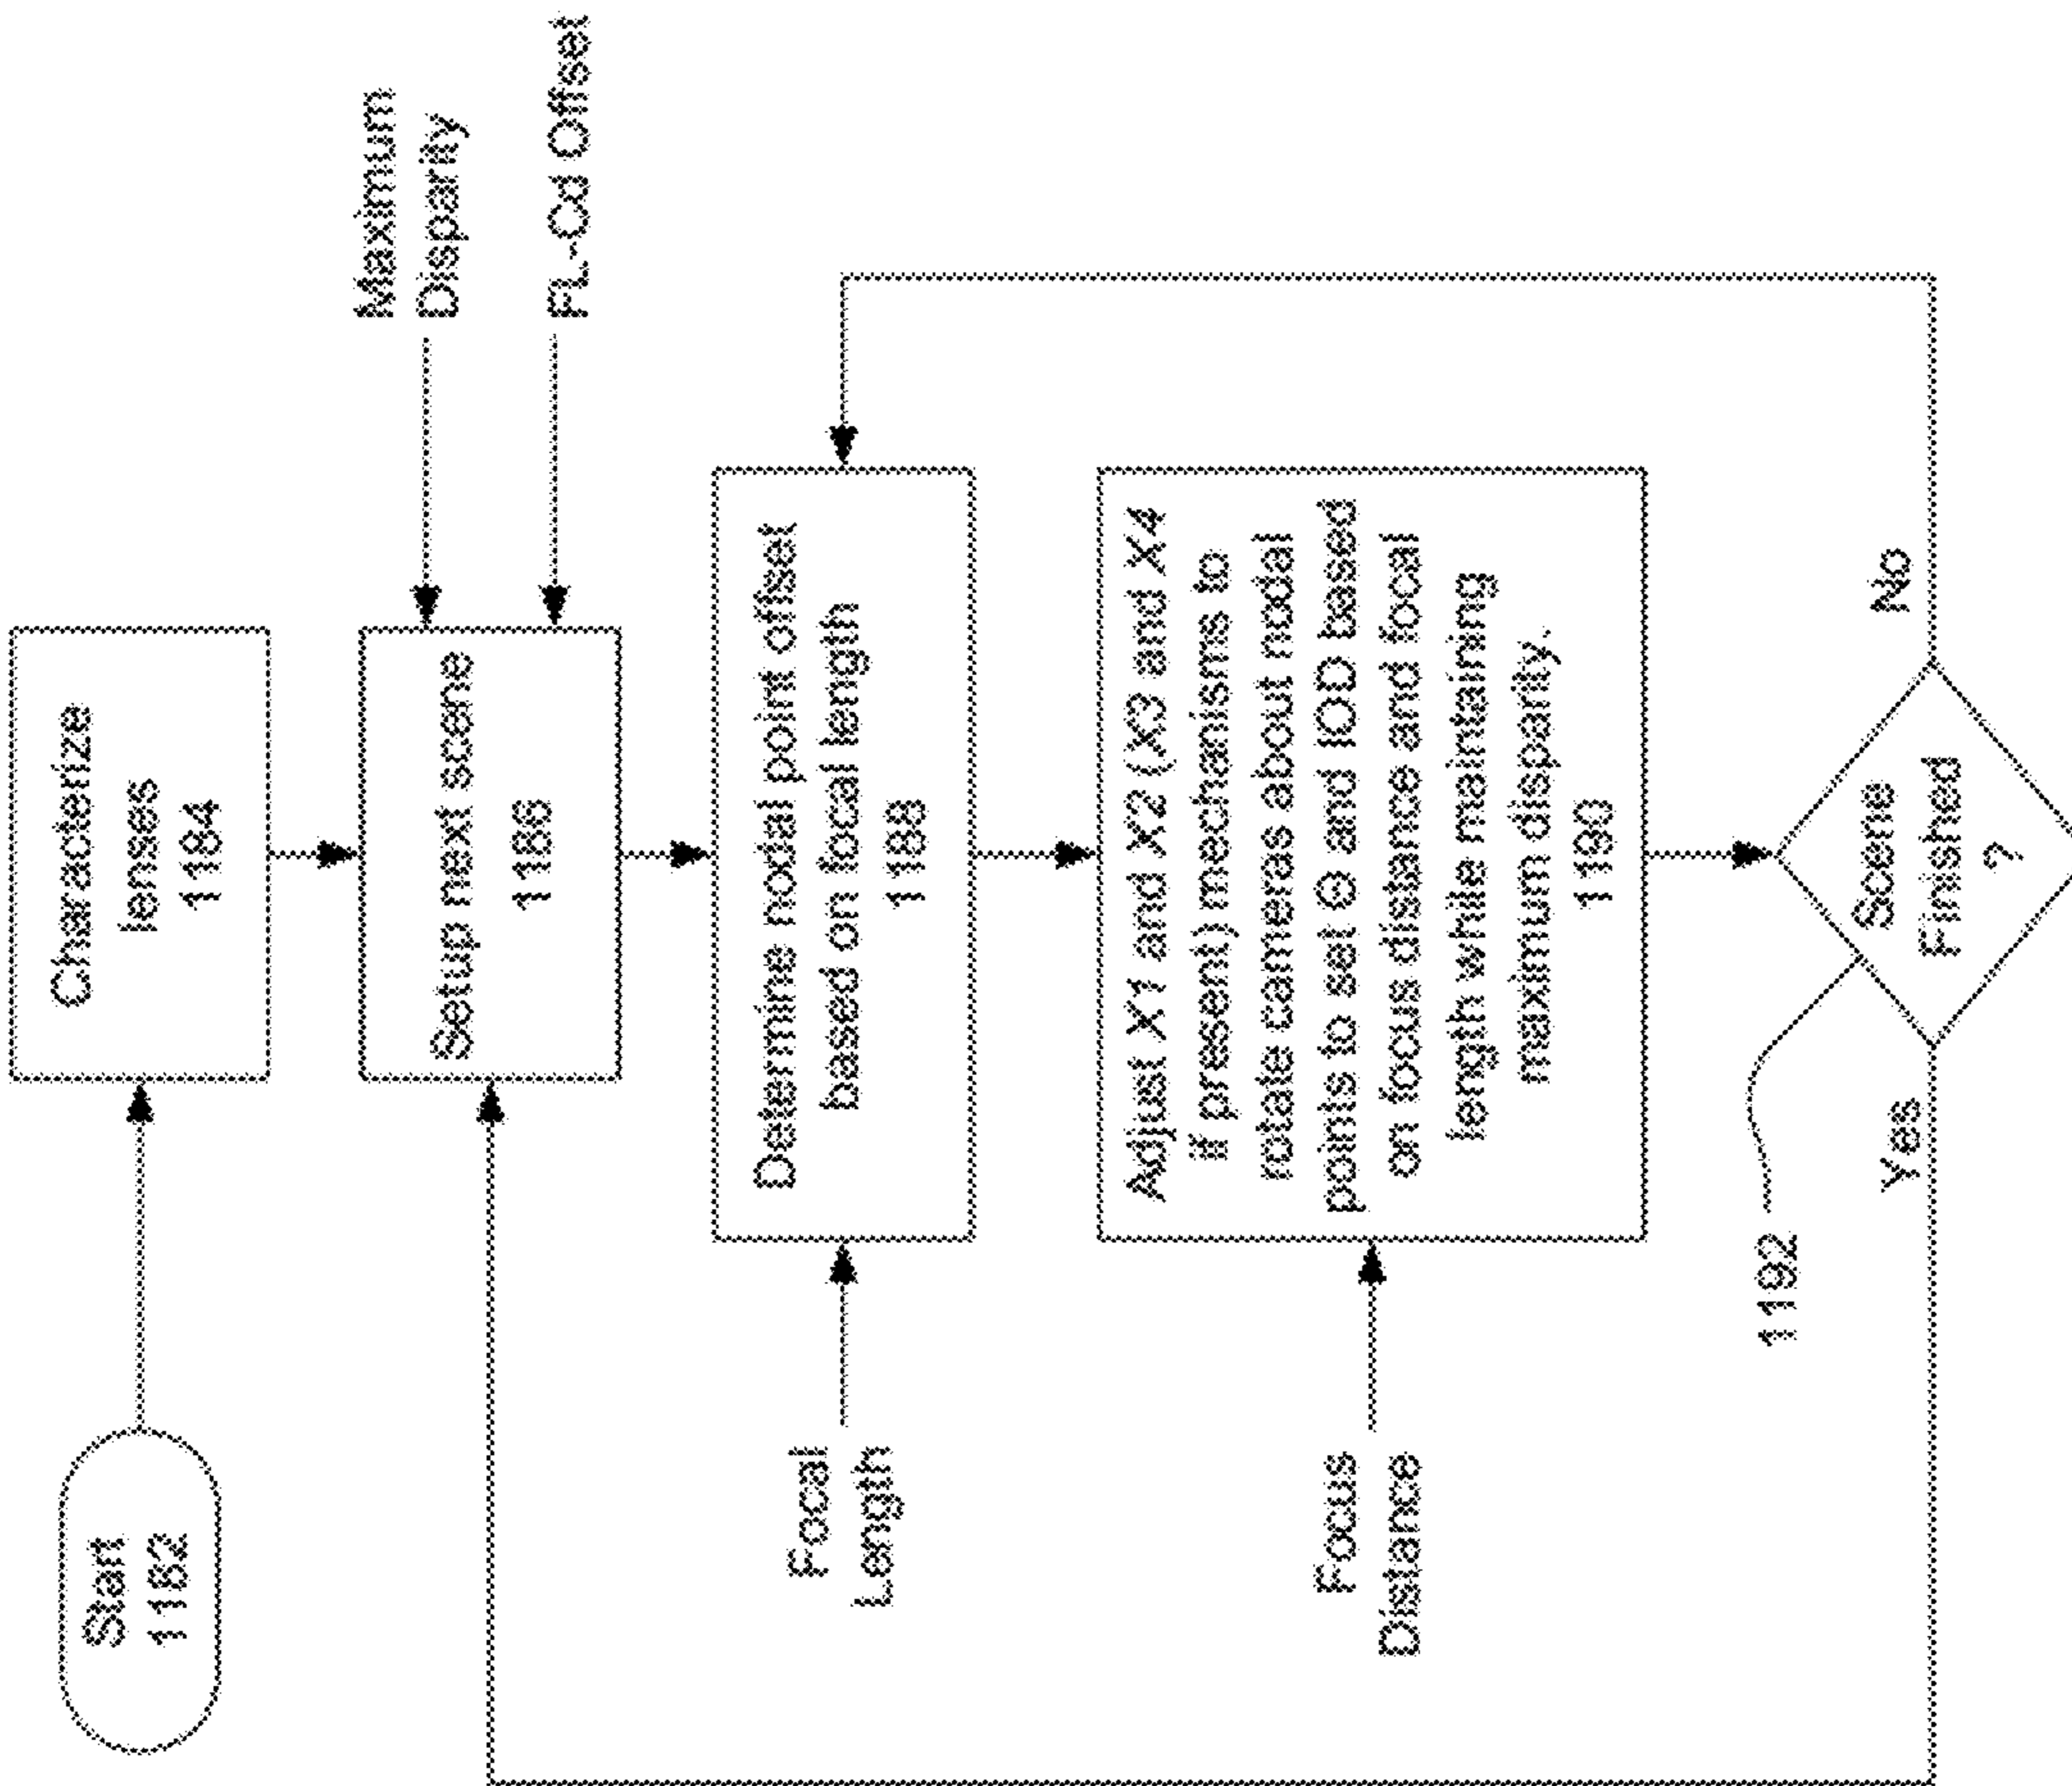 Start
1182
Characterize
lenses
1184
Maximum
Disparity
FL-Cd Offset
Setup next scene
1186
Focal
Length
Determine nodal point offset
based on focal length
1188
Focus
Distance
Adjust X1 and X2 (X3 and X4
if present) mechanisms to
rotate cameras about nodal
points to set Θ and IOD based
on focus distance and focal
length while maintaining
maximum disparity.
1190
1192
Scene
Finished
?
Yes
No